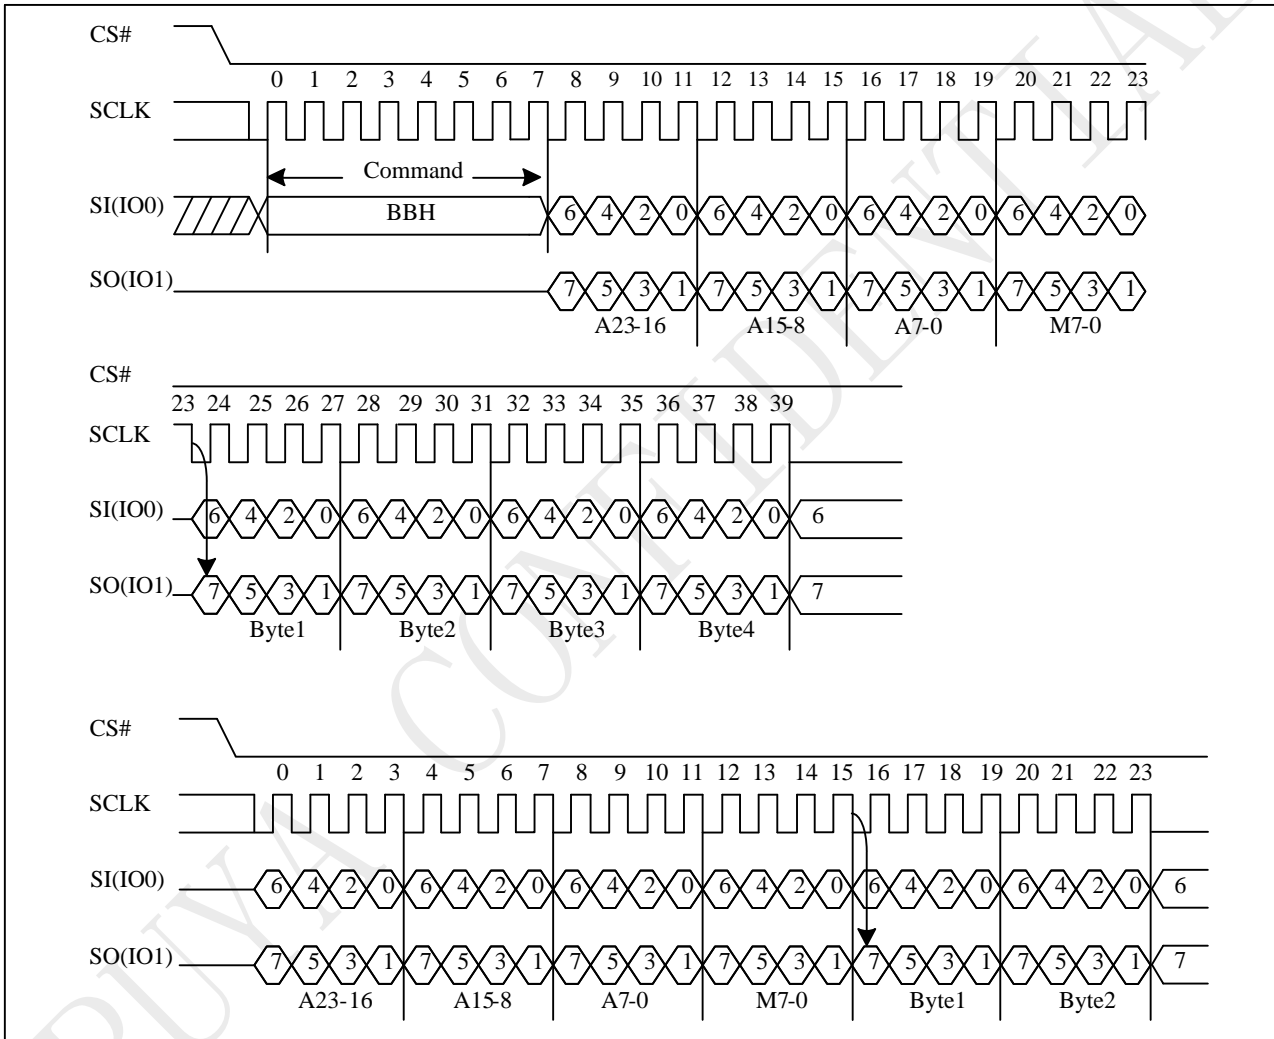 CS#
0 1 2 3 4 5 6 7 8 9 10 11 12 13 14 15 16 17 18 19 20 21 22 23
SCLK
Command
SI(IO0) BBH 6 4 2 0 6 4 2 0 6 4 2 0 6 4 2 0
SO(IO1) 7 5 3 1 7 5 3 1 7 5 3 1 7 5 3 1
A23-16 A15-8 A7-0 M7-0
CS#
23 24 25 26 27 28 29 30 31 32 33 34 35 36 37 38 39
SCLK
SI(IO0) 6 4 2 0 6 4 2 0 6 4 2 0 6 4 2 0 6
SO(IO1) 7 5 3 1 7 5 3 1 7 5 3 1 7 5 3 1 7
Byte1 Byte2 Byte3 Byte4
CS#
0 1 2 3 4 5 6 7 8 9 10 11 12 13 14 15 16 17 18 19 20 21 22 23
SCLK
SI(IO0) 6 4 2 0 6 4 2 0 6 4 2 0 6 4 2 0 6 4 2 0 6 4 2 0 6
SO(IO1) 7 5 3 1 7 5 3 1 7 5 3 1 7 5 3 1 7 5 3 1 7 5 3 1 7
A23-16 A15-8 A7-0 M7-0 Byte1 Byte2
PUYA CONFIDENTIAL